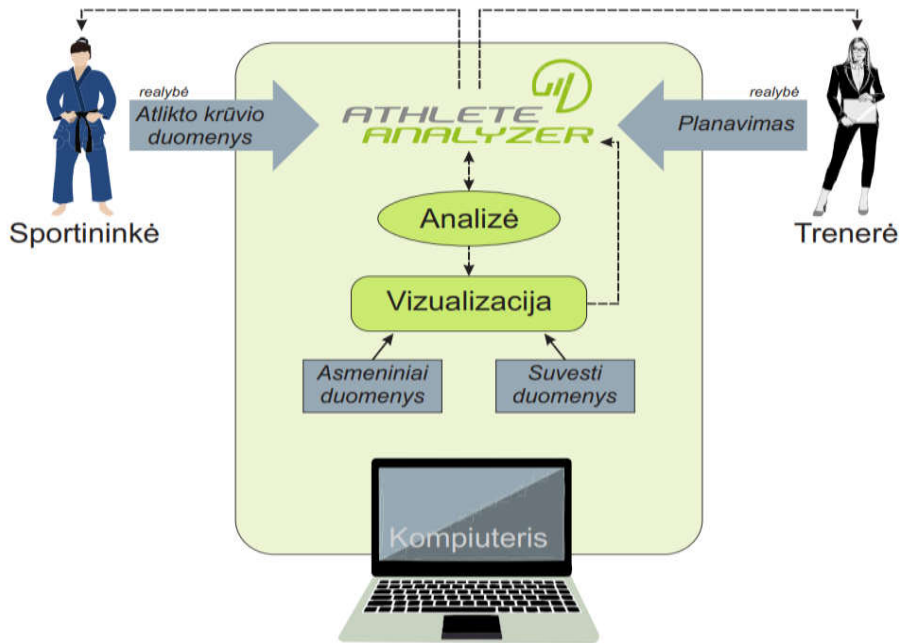 realybė
Atlikto krūvio
duomenys
Sportininkė
ATHLETE
ANALYZER
realybė
Planavimas
Trenerė
Analizė
Vizualizacija
Asmeniniai
duomenys
Suvesti
duomenys
Kompiuteris